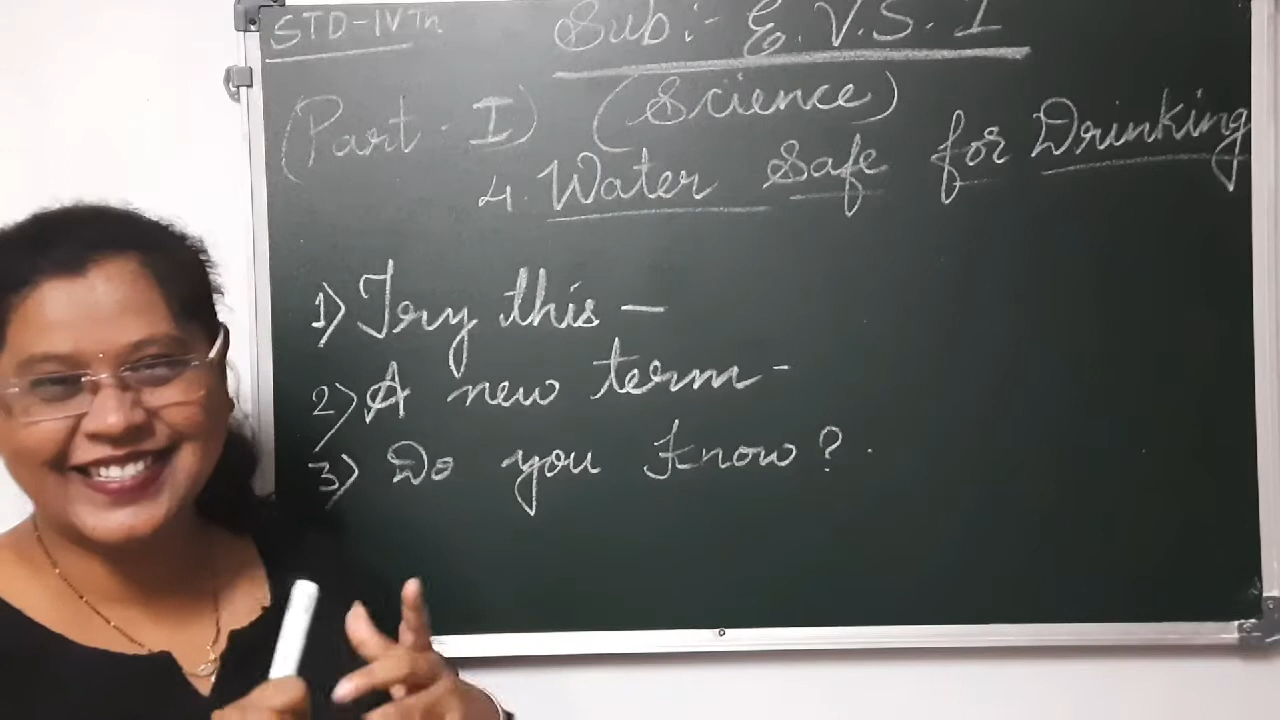 STD-IVTh
Sub:- E.V.S. I
(Part-I) (Science)
4. Water Safe for Drinking
1) Try this —
2) A new term -
3) Do you Know? .